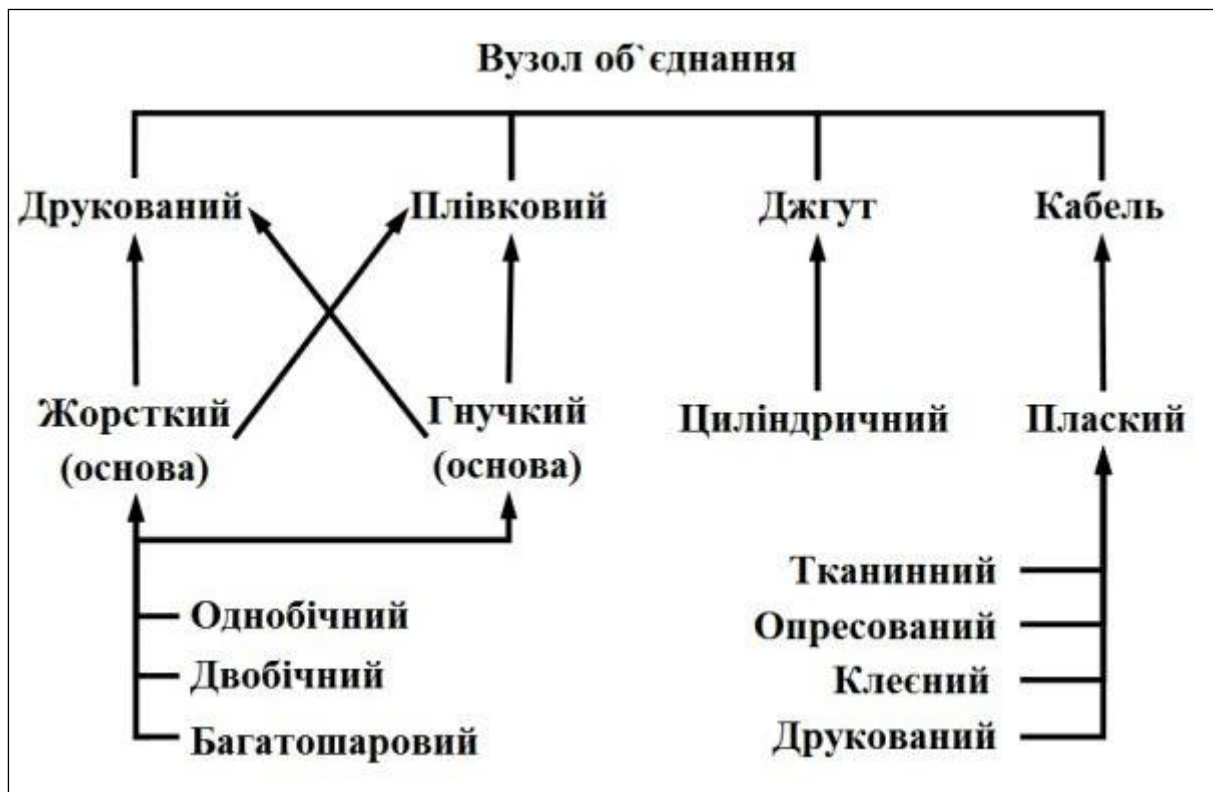 Вузол об`єднання
Друкований
Плівковий
Джгут
Кабель
Жорсткий
(основа)
Гнучкий
(основа)
Циліндричний
Плаский
Однобічний
Двобічний
Багатошаровий
Тканинний
Опресований
Клеєний
Друкований